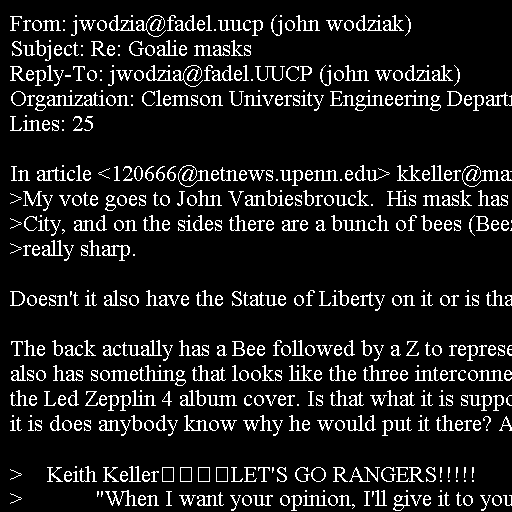 From: jwodzia@fadel.uucp (john wodziak)
Subject: Re: Goalie masks
Reply-To: jwodzia@fadel.UUCP (john wodziak)
Organization: Clemson University Engineering Departm
Lines: 25

In article <120666@netnews.upenn.edu> kkeller@mai
>My vote goes to John Vanbiesbrouck.  His mask has
>City, and on the sides there are a bunch of bees (Beez
>really sharp.

Doesn't it also have the Statue of Liberty on it or is tha

The back actually has a Bee followed by a Z to represe
also has something that looks like the three interconne
the Led Zepplin 4 album cover. Is that what it is suppo
it is does anybody know why he would put it there? A

>    Keith Keller□□□□LET'S GO RANGERS!!!!!
>            "When I want your opinion, I'll give it to you